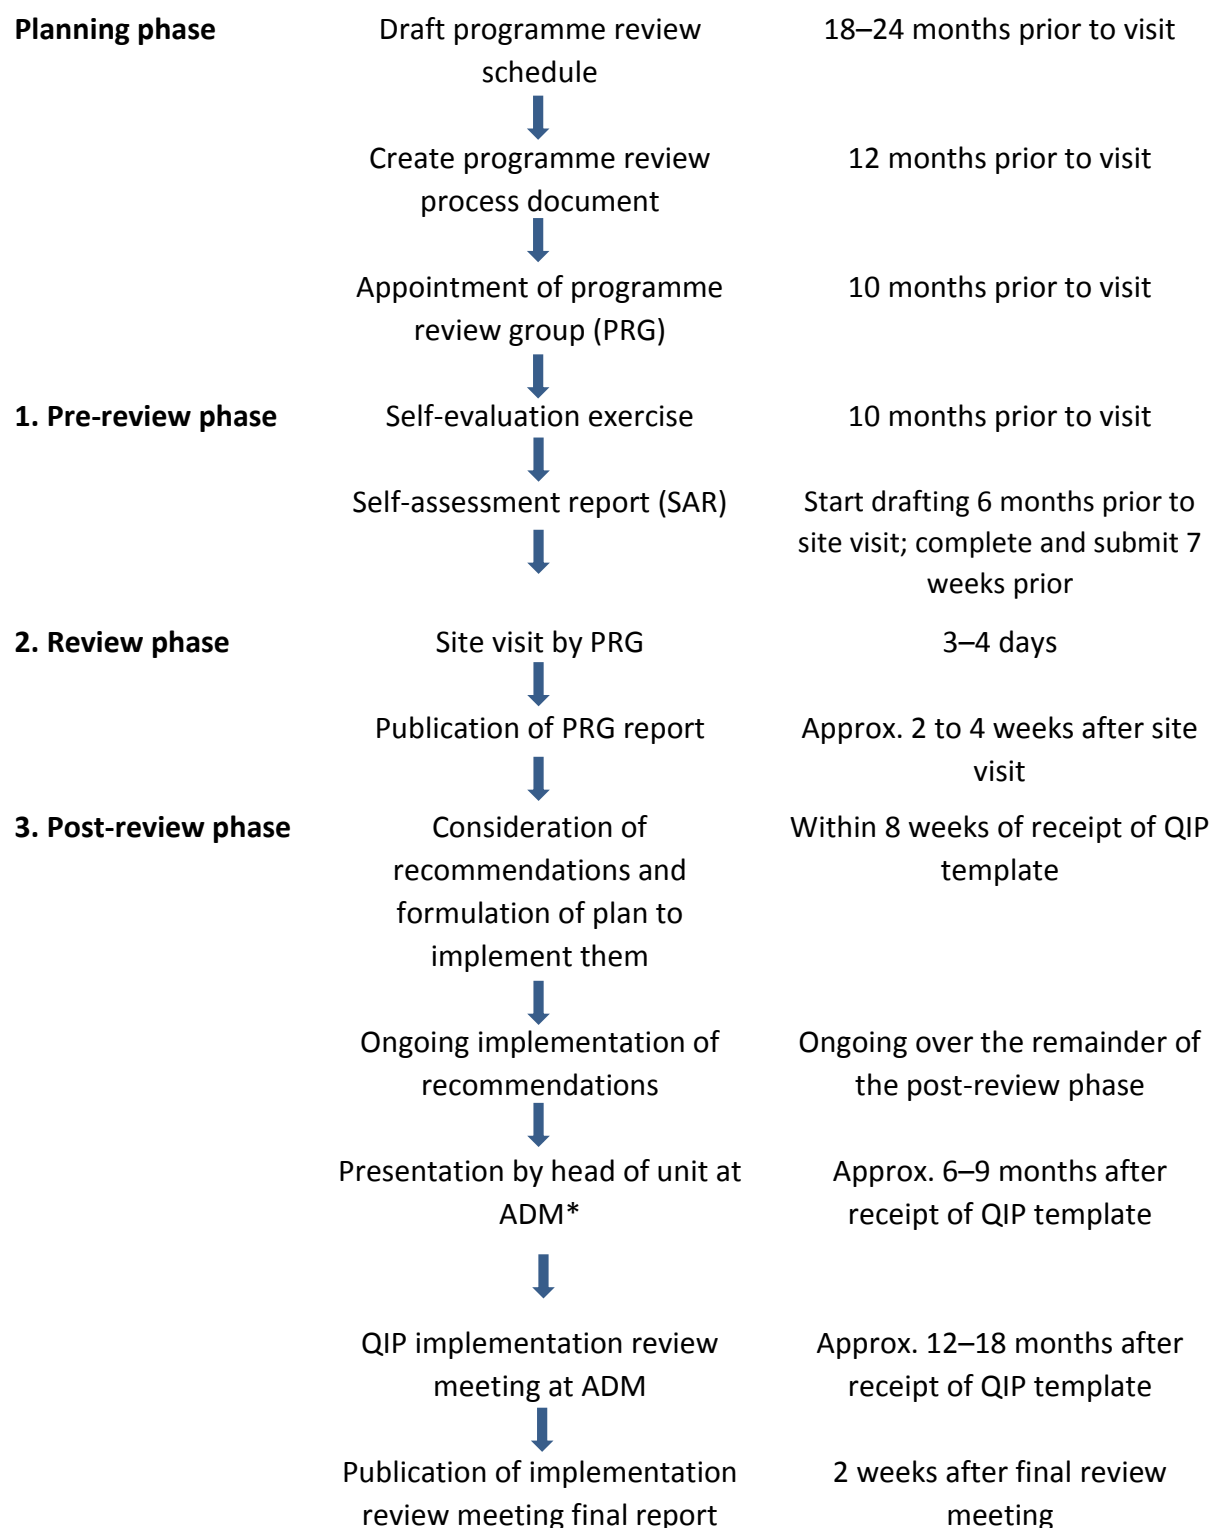 Planning phase Draft programme review 18–24 months prior to visit
schedule
Create programme review 12 months prior to visit
process document
Appointment of programme 10 months prior to visit
review group (PRG)
1. Pre-review phase Self-evaluation exercise 10 months prior to visit
Self-assessment report (SAR) Start drafting 6 months prior to
site visit; complete and submit 7
weeks prior
2. Review phase Site visit by PRG 3–4 days
Publication of PRG report Approx. 2 to 4 weeks after site
visit
3. Post-review phase Consideration of Within 8 weeks of receipt of QIP
recommendations and template
formulation of plan to
implement them
Ongoing implementation of Ongoing over the remainder of
recommendations the post-review phase
Presentation by head of unit at Approx. 6–9 months after
ADM* receipt of QIP template
QIP implementation review Approx. 12–18 months after
meeting at ADM receipt of QIP template
Publication of implementation 2 weeks after final review
review meeting final report meeting